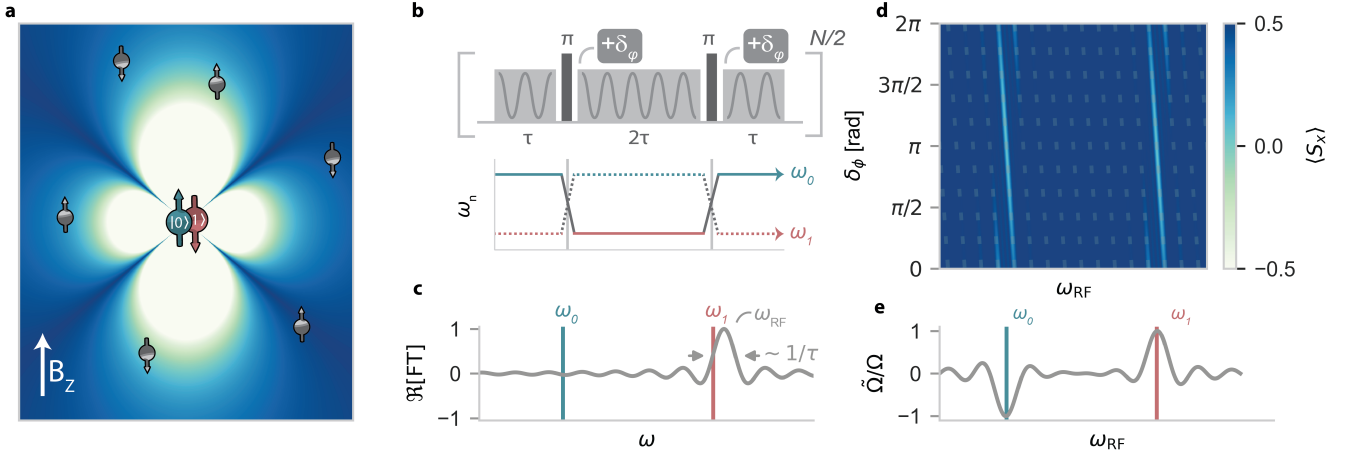 a
|0⟩ |1⟩
B_Z
b
π +δ_φ π +δ_φ N/2
τ 2τ τ
ω_n
ω_0
ω_1
c
ω_0 ω_1 ω_RF
~ 1/τ
ℜ[FT]
1
0
−1
ω
d
δ_ϕ [rad]
2π
3π/2
π
π/2
0
ω_RF
0.5
0.0
−0.5
⟨S_x⟩
e
ω_0 ω_1
Ω̃/Ω
1
0
−1
ω_RF